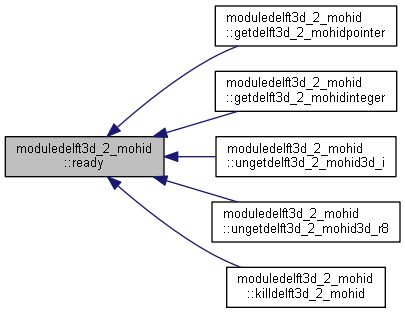 moduledelft3d_2_mohid
::getdelft3d_2_mohidpointer
moduledelft3d_2_mohid
::getdelft3d_2_mohidinteger
moduledelft3d_2_mohid
::ready
moduledelft3d_2_mohid
::ungetdelft3d_2_mohid3d_i
moduledelft3d_2_mohid
::ungetdelft3d_2_mohid3d_r8
moduledelft3d_2_mohid
::killdelft3d_2_mohid